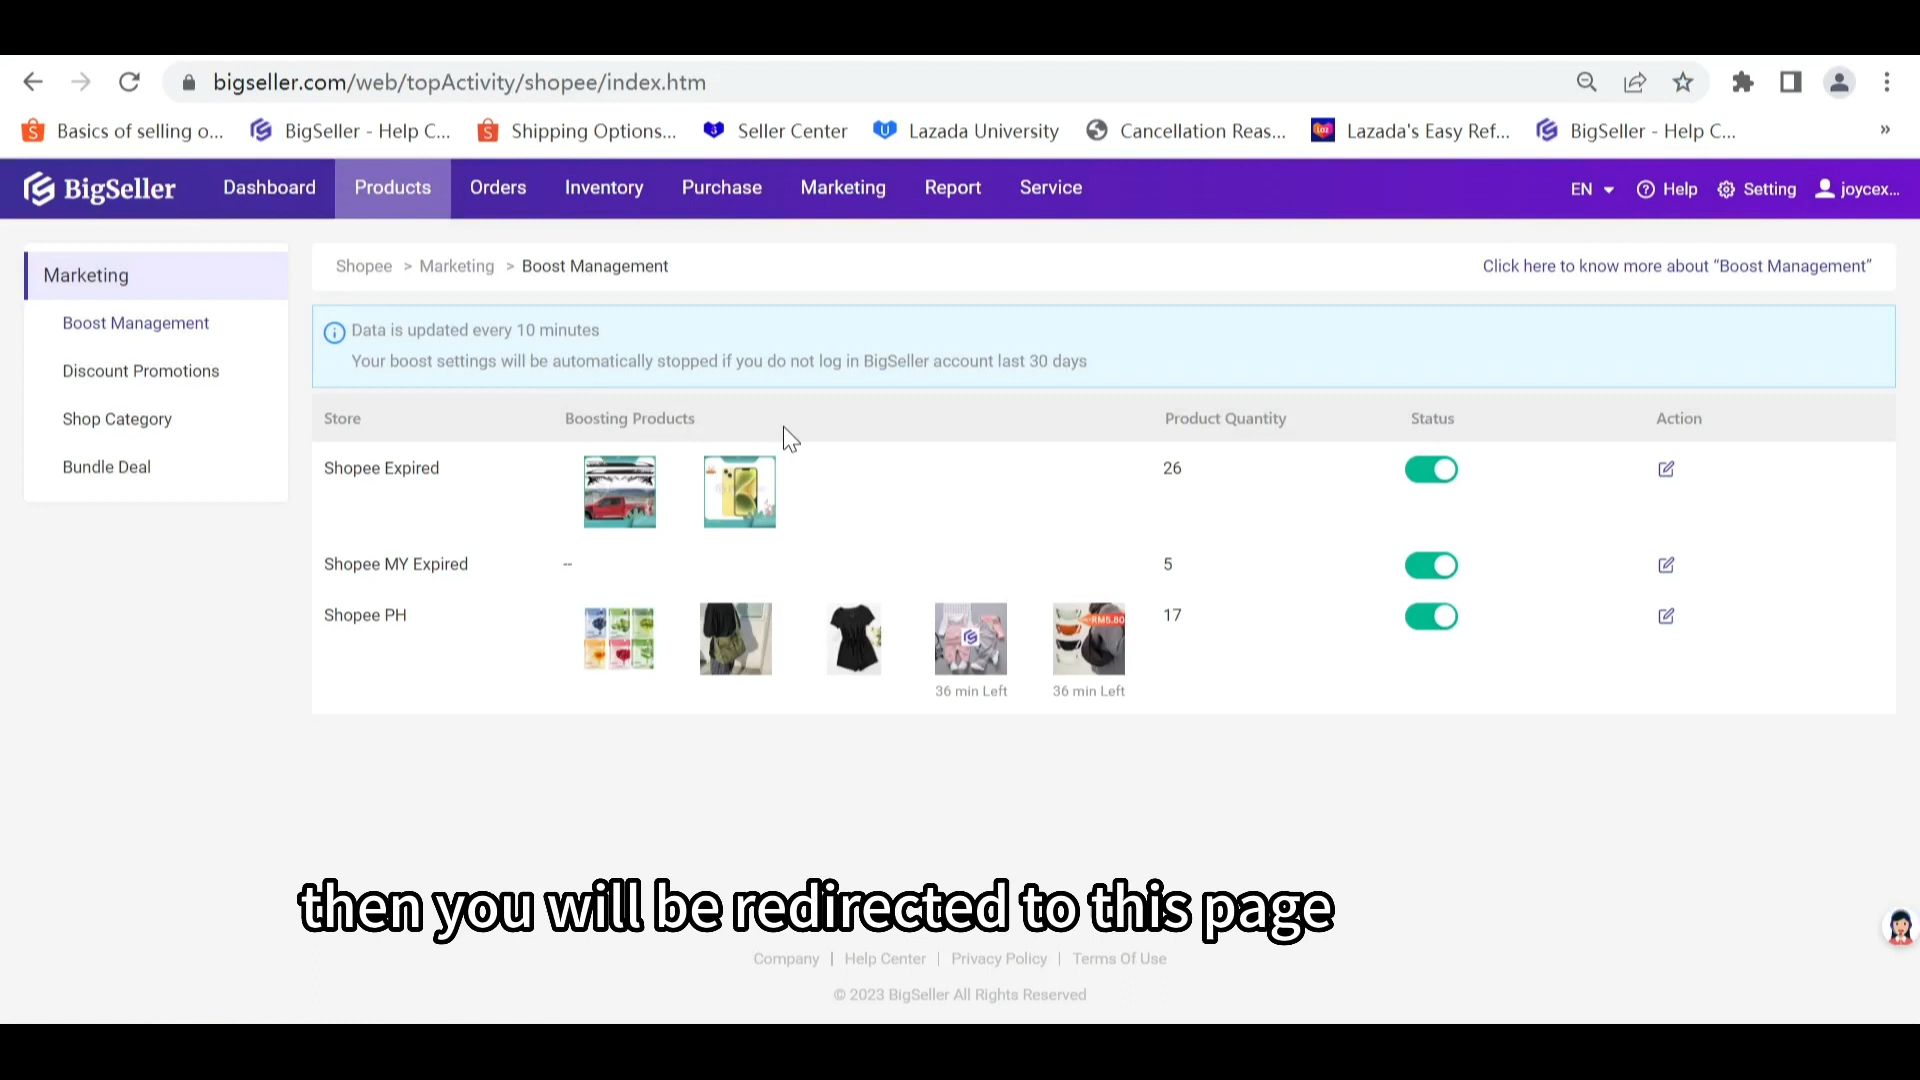 bigseller.com/web/topActivity/shopee/index.htm
Basics of selling o... BigSeller - Help C... Shipping Options... Seller Center Lazada University Cancellation Reas... Lazada's Easy Ref... BigSeller - Help C... »
BigSeller Dashboard Products Orders Inventory Purchase Marketing Report Service EN Help Setting joycex...
Marketing
Boost Management
Discount Promotions
Shop Category
Bundle Deal
Shopee > Marketing > Boost Management Click here to know more about “Boost Management”
Data is updated every 10 minutes
Your boost settings will be automatically stopped if you do not log in BigSeller account last 30 days
Store Boosting Products Product Quantity Status Action
Shopee Expired 26
Shopee MY Expired -- 5
Shopee PH 17
RM5.80
36 min Left 36 min Left
then you will be redirected to this page
Company | Help Center | Privacy Policy | Terms Of Use
© 2023 BigSeller All Rights Reserved